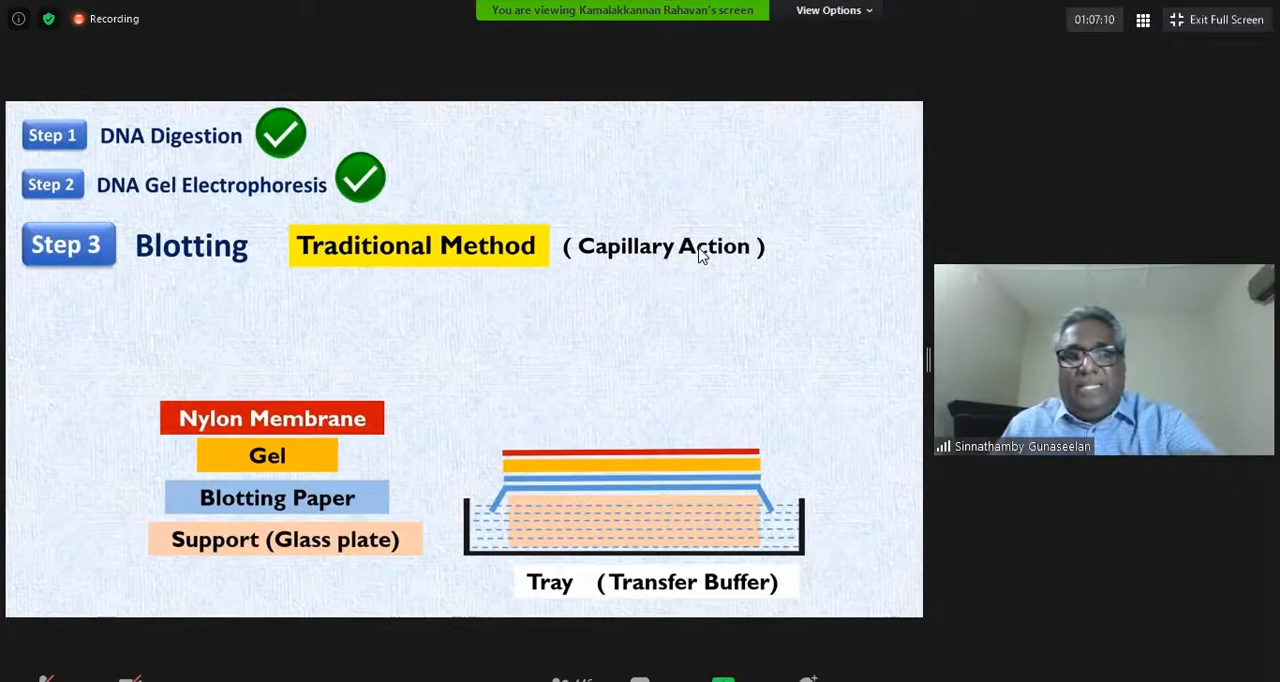 Recording
You are viewing Kamalakkannan Rahavan's screen
View Options
01:07:10
Exit Full Screen
Step 1 DNA Digestion
Step 2 DNA Gel Electrophoresis
Step 3 Blotting Traditional Method ( Capillary Action )
Nylon Membrane
Gel
Blotting Paper
Support (Glass plate)
Tray ( Transfer Buffer)
Sinnathamby Gunaseelan